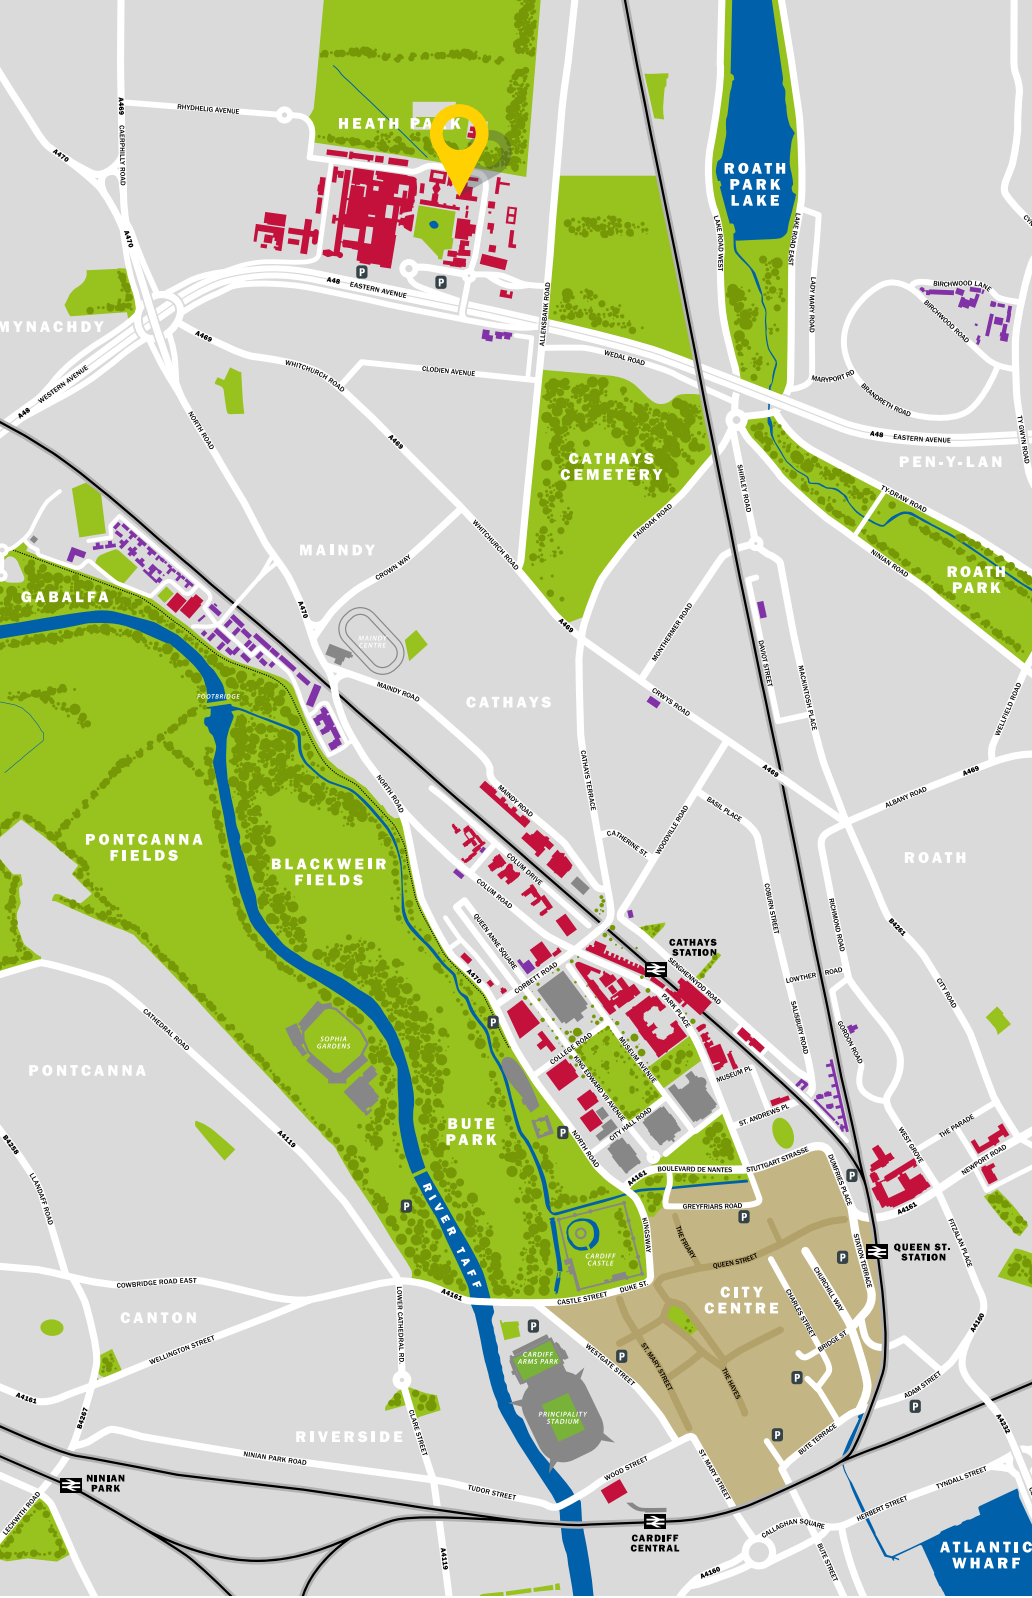 A469
CAERPHILLY ROAD
RHYDHELIG AVENUE
HEATH PARK
A470
ROATH
PARK
LAKE
LAKE ROAD WEST
LAKE ROAD EAST
A470
P
P
A48
EASTERN AVENUE
LADY MARY ROAD
BIRCHWOOD LANE
BIRCHWOOD ROAD
ALLENSBANK ROAD
MYNACHDY
A469
WHITCHURCH ROAD
CLODIEN AVENUE
WEDAL ROAD
MARYPORT RD
BRANDRETH ROAD
WESTERN AVENUE
A48
NORTH ROAD
A469
A48
EASTERN AVENUE
TY GWYN ROAD
PEN-Y-LAN
CATHAYS
CEMETERY
SHIRLEY ROAD
TY-DRAW ROAD
FAIROAK ROAD
WHITCHURCH ROAD
MAINDY
CROWN WAY
NINIAN ROAD
ROATH
PARK
GABALFA
A470
A469
MONTHERMER ROAD
MAINDY
CENTRE
DAVIOT STREET
MACKINTOSH PLACE
FOOTBRIDGE
MAINDY ROAD
CATHAYS
CRWYS ROAD
WELLFIELD ROAD
CATHAYS TERRACE
A469
A469
NORTH ROAD
MAINDY ROAD
ALBANY ROAD
BASIL PLACE
WOODVILLE ROAD
CATHERINE ST.
PONTCANNA
FIELDS
BLACKWEIR
FIELDS
COLUM DRIVE
COLUM ROAD
ROATH
COBURN STREET
RICHMOND ROAD
B4261
QUEEN ANNE SQUARE
CATHAYS
STATION
SENGHENNYDD ROAD
A470
CORBETT ROAD
LOWTHER ROAD
CITY ROAD
PARK PLACE
SALISBURY ROAD
GORDON ROAD
CATHEDRAL ROAD
SOPHIA
GARDENS
P
COLLEGE ROAD
MUSEUM AVENUE
KING EDWARD VII AVENUE
MUSEUM PL
PONTCANNA
BUTE
PARK
P
CITY HALL ROAD
ST. ANDREWS PL
WEST GROVE
THE PARADE
NEWPORT ROAD
A4119
B4258
LLANDAFF ROAD
NORTH ROAD
A4161
BOULEVARD DE NANTES
STUTTGART STRASSE
DUMFRIES PLACE
P
P
RIVER TAFF
GREYFRIARS ROAD
P
A4161
FITZALAN PLACE
KINGSWAY
THE FRIARY
QUEEN STREET
STATION TERRACE
P
QUEEN ST.
STATION
CARDIFF
CASTLE
DUKE ST.
CASTLE STREET
A4161
CITY
CENTRE
CHURCHILL WAY
CHARLES STREET
BRIDGE ST
A4160
COWBRIDGE ROAD EAST
LOWER CATHEDRAL RD.
CANTON
WELLINGTON STREET
P
CARDIFF
ARMS PARK
WESTGATE STREET
P
ST. MARY STREET
THE HAYES
P
ADAM STREET
P
A4161
B4267
CLARE STREET
PRINCIPALITY
STADIUM
P
BUTE TERRACE
A4232
RIVERSIDE
NINIAN PARK ROAD
ST. MARY STREET
WOOD STREET
TUDOR STREET
NINIAN
PARK
LECKWITH ROAD
TYNDALL STREET
HERBERT STREET
CALLAGHAN SQUARE
CARDIFF
CENTRAL
BUTE STREET
ATLANTIC
WHARF
A4119
A4160